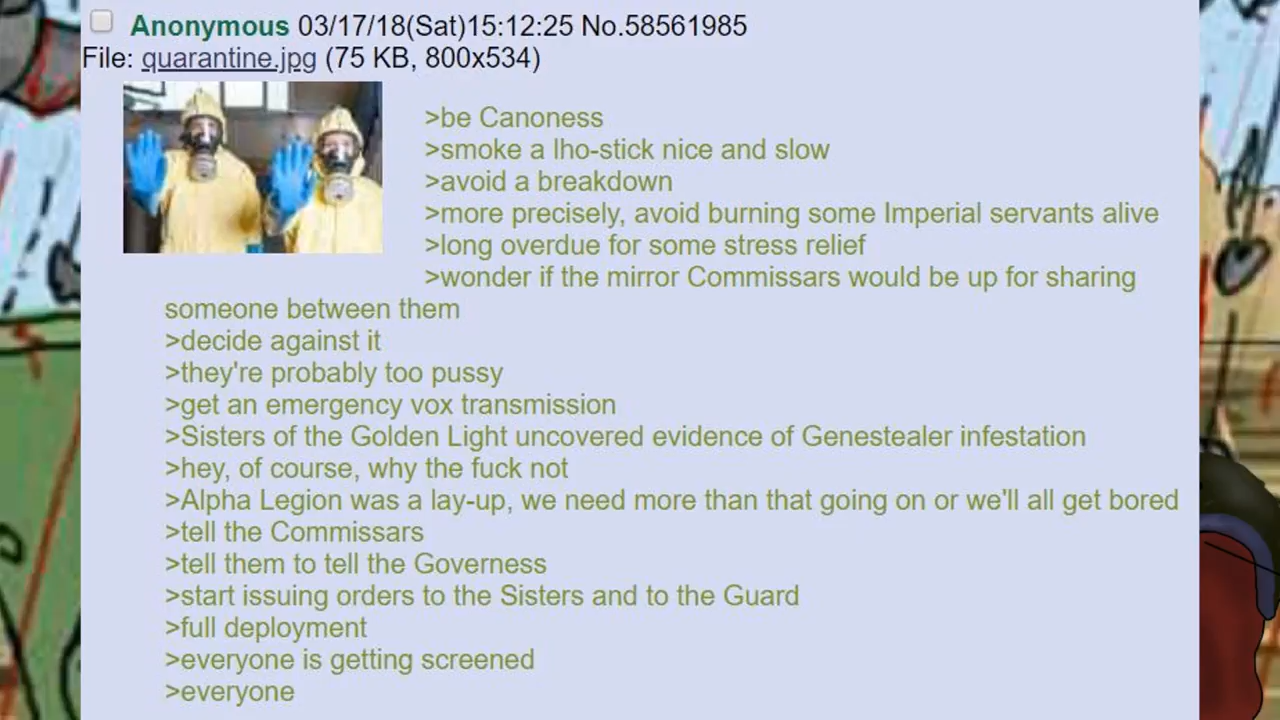 Anonymous 03/17/18(Sat)15:12:25 No.58561985
File: quarantine.jpg (75 KB, 800x534)
>be Canoness
>smoke a lho-stick nice and slow
>avoid a breakdown
>more precisely, avoid burning some Imperial servants alive
>long overdue for some stress relief
>wonder if the mirror Commissars would be up for sharing
someone between them
>decide against it
>they're probably too pussy
>get an emergency vox transmission
>Sisters of the Golden Light uncovered evidence of Genestealer infestation
>hey, of course, why the fuck not
>Alpha Legion was a lay-up, we need more than that going on or we'll all get bored
>tell the Commissars
>tell them to tell the Governess
>start issuing orders to the Sisters and to the Guard
>full deployment
>everyone is getting screened
>everyone